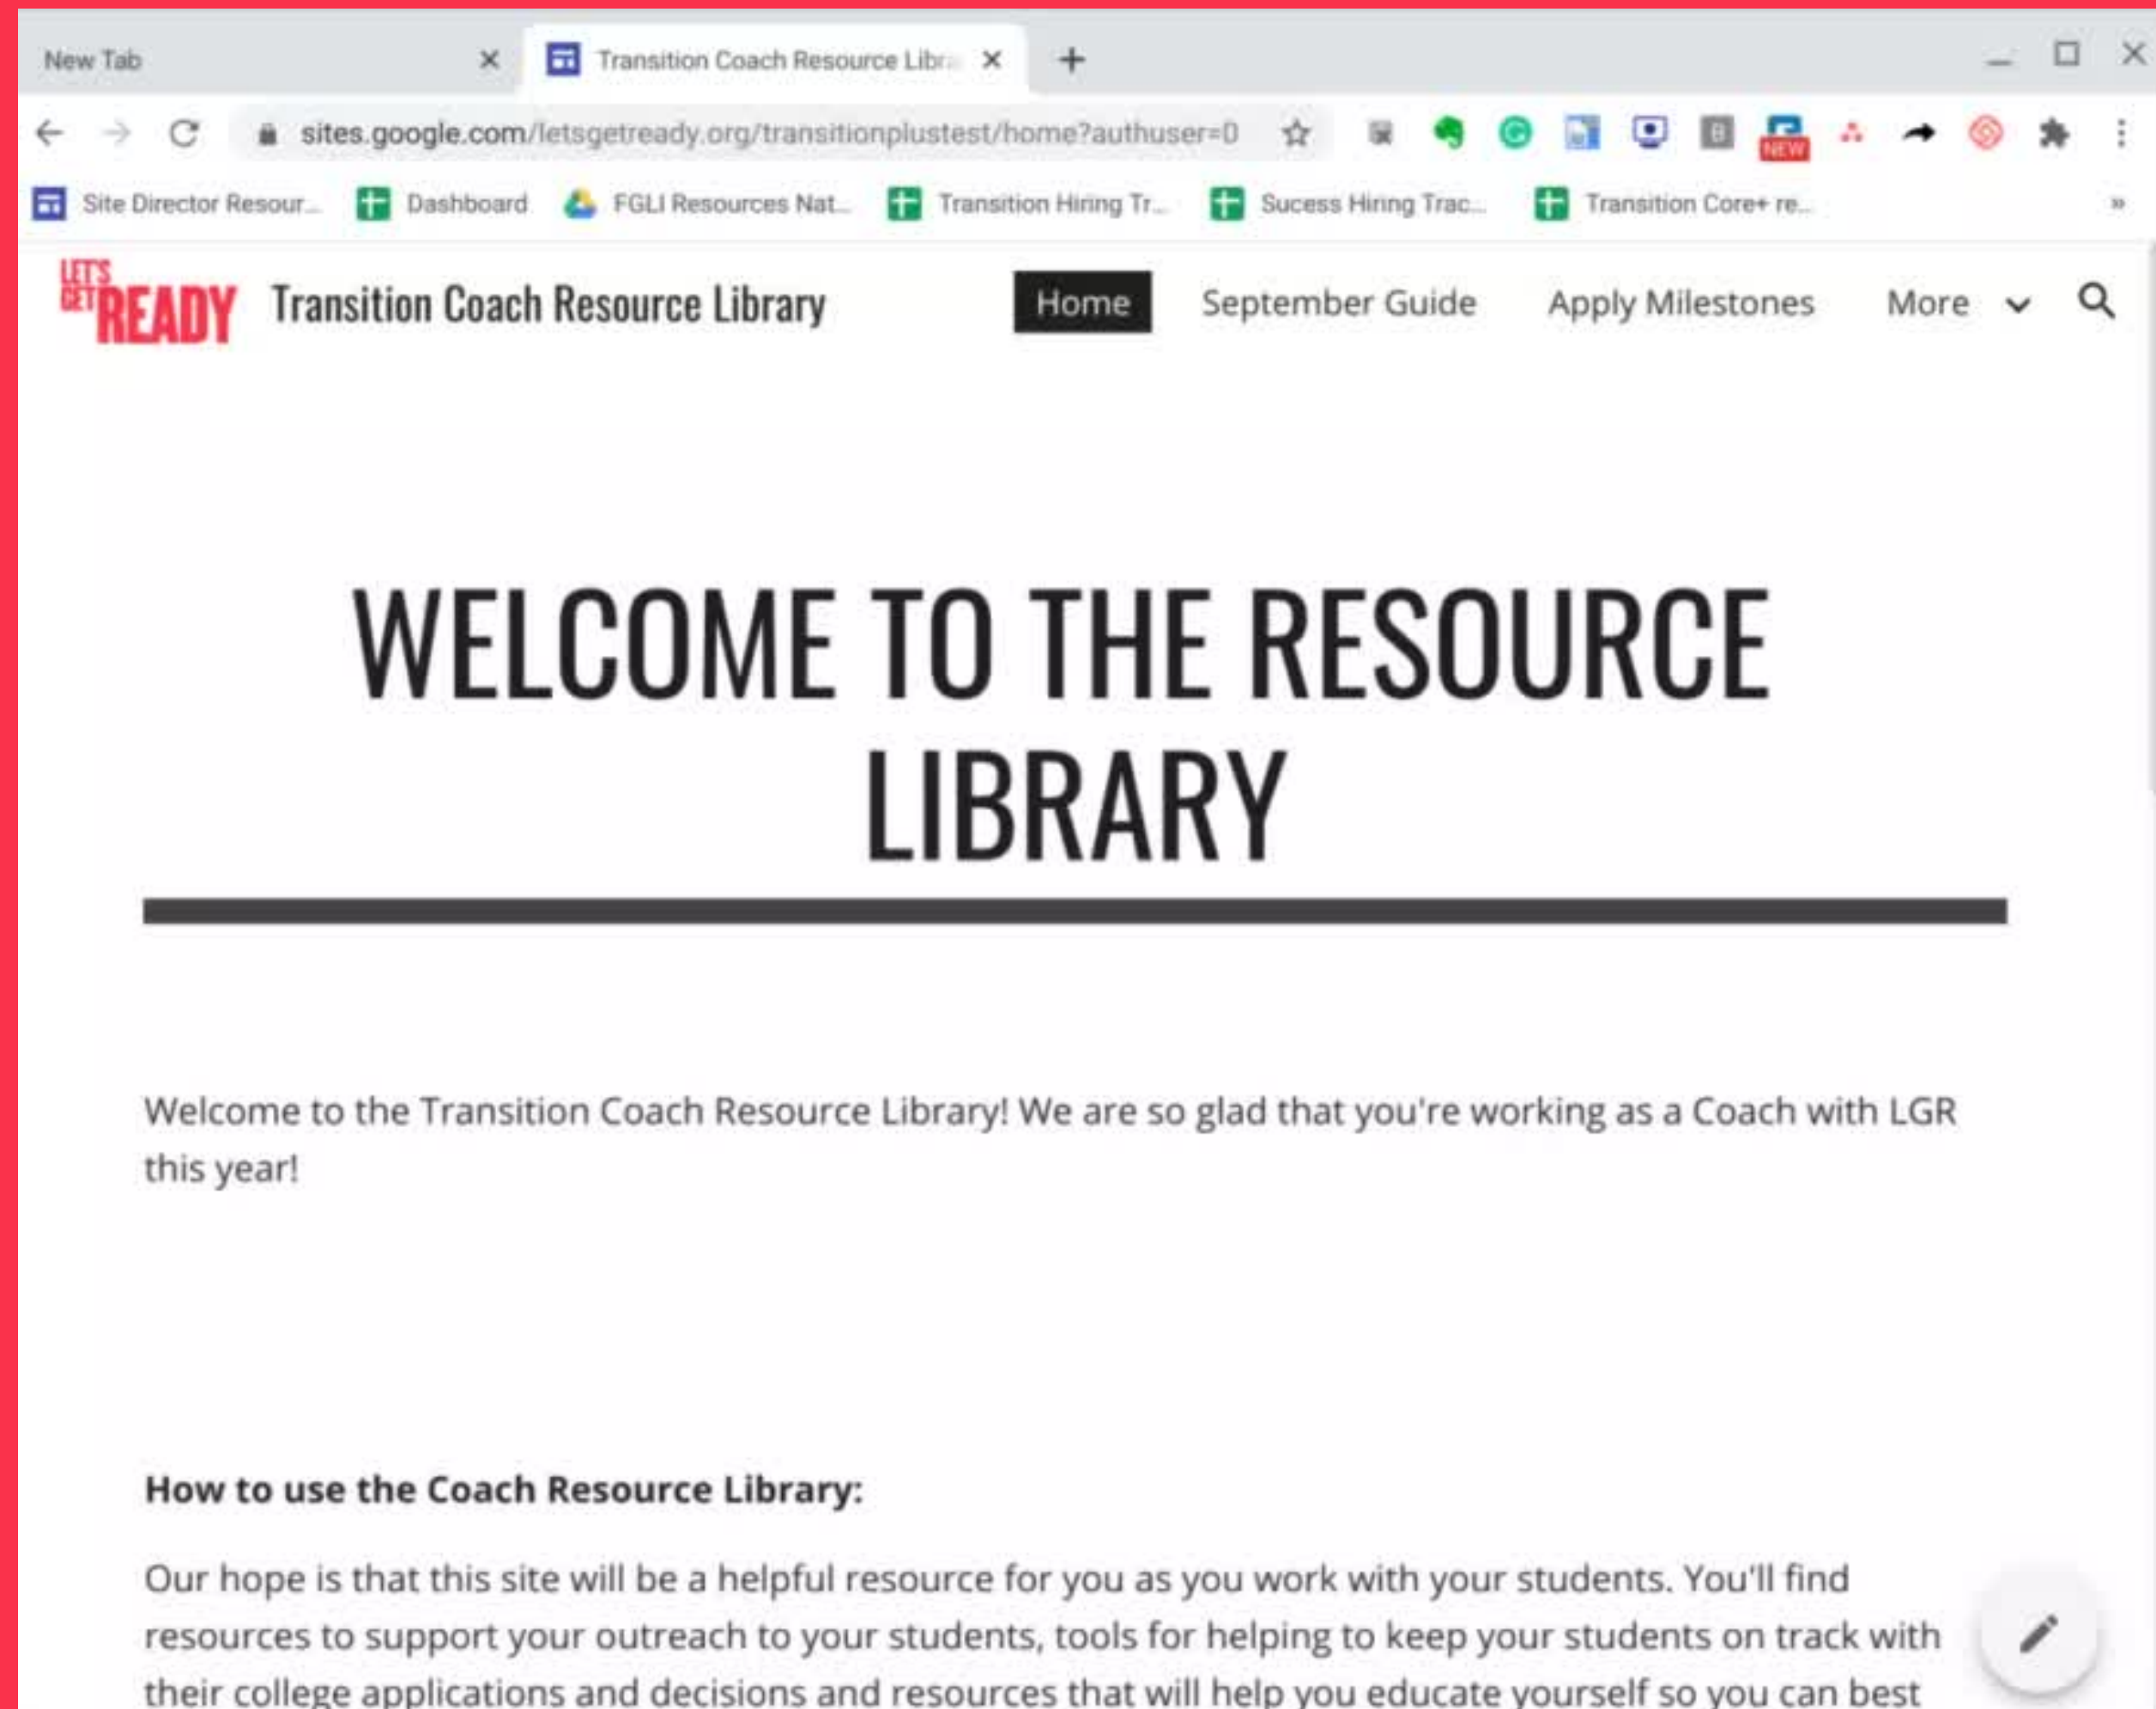 New Tab
Transition Coach Resource Libra
sites.google.com/letsgetready.org/transitionplustest/home?authuser=0
NEW
Site Director Resour... Dashboard FGLI Resources Nat... Transition Hiring Tr... Sucess Hiring Trac... Transition Core+ re...
LET'S
GET READY
Transition Coach Resource Library
Home September Guide Apply Milestones More
WELCOME TO THE RESOURCE
LIBRARY
Welcome to the Transition Coach Resource Library! We are so glad that you're working as a Coach with LGR
this year!
How to use the Coach Resource Library:
Our hope is that this site will be a helpful resource for you as you work with your students. You'll find
resources to support your outreach to your students, tools for helping to keep your students on track with
their college applications and decisions and resources that will help you educate yourself so you can best